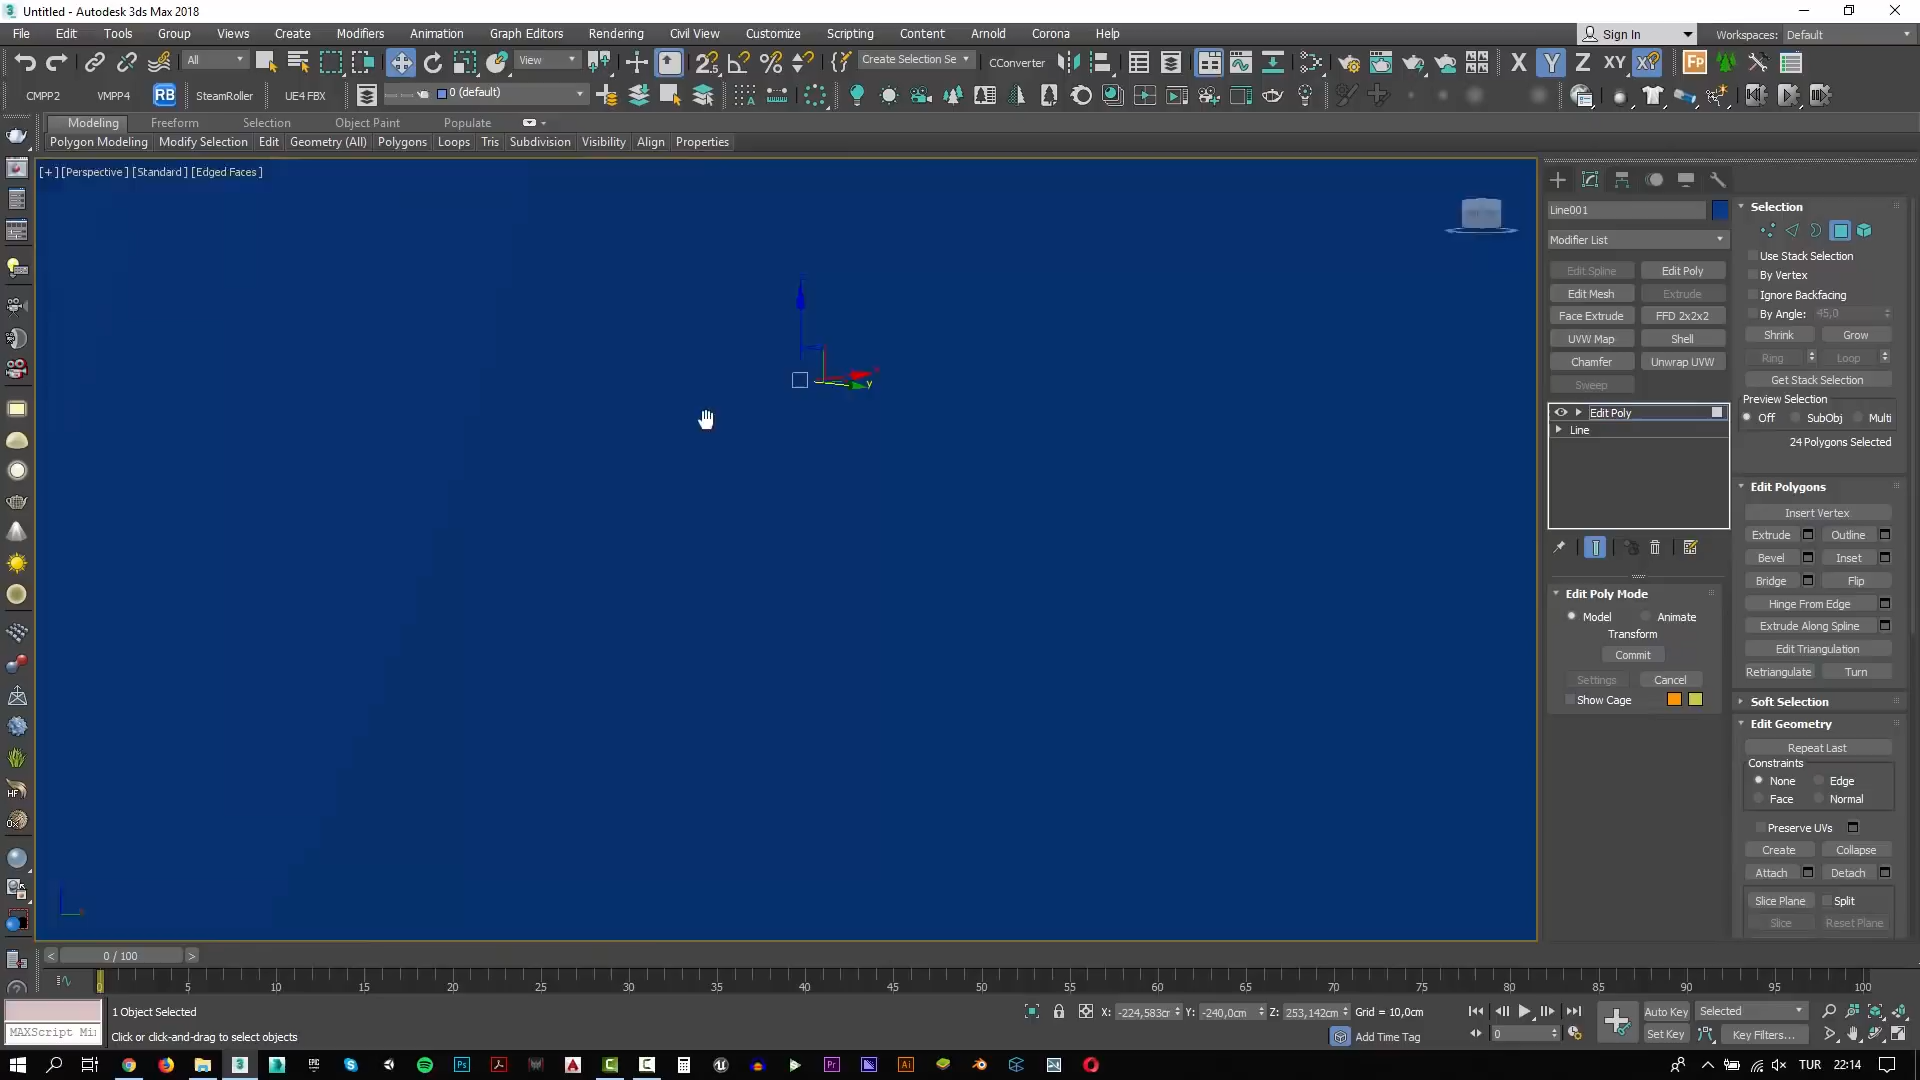 Untitled - Autodesk 3ds Max 2018
File Edit Tools Group Views Create Modifiers Animation Graph Editors Rendering Civil View Customize Scripting Content Arnold Corona Help
Sign In Workspaces: Default
All View Create Selection Se CConverter X Y Z XY
CMPP2 VMPP4 RB SteamRoller UE4 FBX 0 (default)
Modeling Freeform Selection Object Paint Populate
Polygon Modeling Modify Selection Edit Geometry (All) Polygons Loops Tris Subdivision Visibility Align Properties
[+] [Perspective ] [Standard ] [Edged Faces ]
y
Line001
Modifier List
Edit Spline Edit Poly
Edit Mesh Extrude
Face Extrude FFD 2x2x2
UVW Map Shell
Chamfer Unwrap UVW
Sweep
Edit Poly
Line
Edit Poly Mode
Model Animate
Transform
Commit
Settings Cancel
Show Cage
Selection
Use Stack Selection
By Vertex
Ignore Backfacing
By Angle: 45,0
Shrink Grow
Ring Loop
Get Stack Selection
Preview Selection
Off SubObj Multi
24 Polygons Selected
Edit Polygons
Insert Vertex
Extrude Outline
Bevel Inset
Bridge Flip
Hinge From Edge
Extrude Along Spline
Edit Triangulation
Retriangulate Turn
Soft Selection
Edit Geometry
Repeat Last
Constraints
None Edge
Face Normal
Preserve UVs
Create Collapse
Attach Detach
Slice Plane Split
Slice Reset Plane
< 0 / 100 >
0 5 10 15 20 25 30 35 40 45 50 55 60 65 70 75 80 85 90 95 100
1 Object Selected X: -224,583cr Y: -240,0cm Z: 253,142cm Grid = 10,0cm Auto Key Selected
MAXScript Mi Click or click-and-drag to select objects Add Time Tag 0 Set Key Key Filters...
TUR 22:14